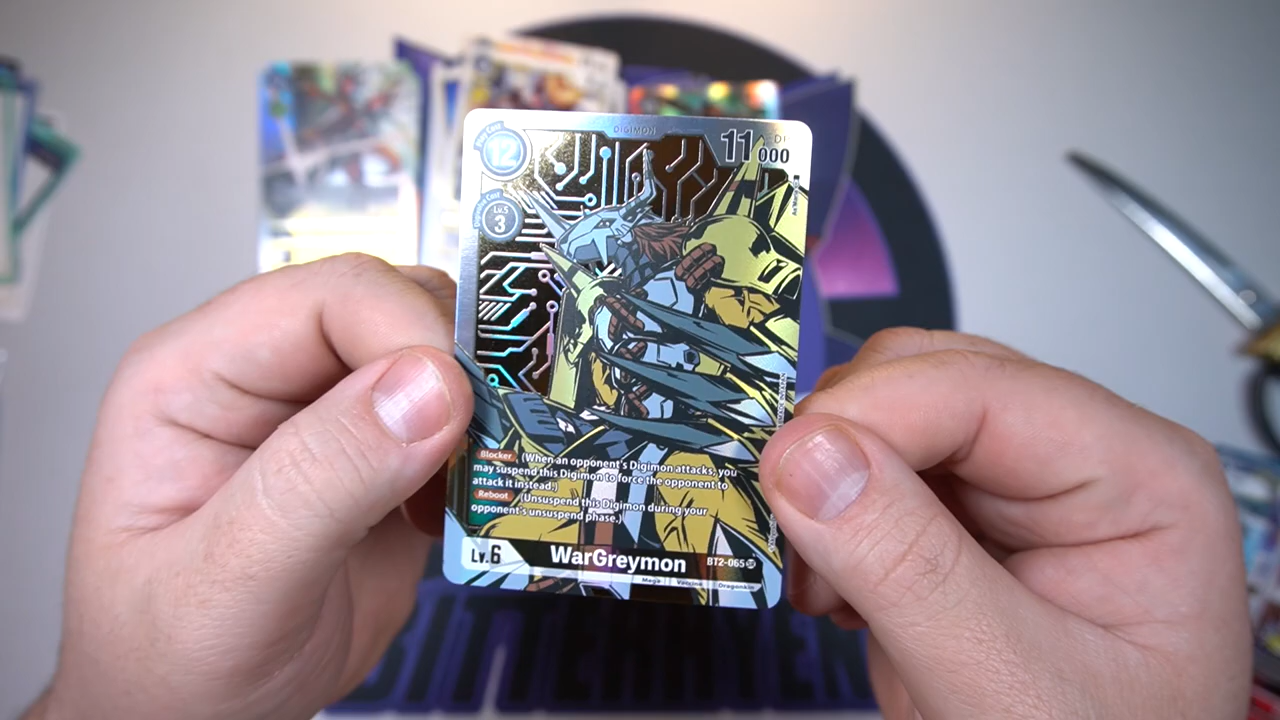 DIGIMON
Play Cost
12
11000
DP
Lv.5
3
Blocker (When an opponent's Digimon attacks, you
may suspend this Digimon to force the opponent to
attack it instead.)
Reboot (Unsuspend this Digimon during your
opponent's unsuspend phase.)
Lv.6
WarGreymon
BT2-065 SR
Mega
Vaccine
Dragonkin